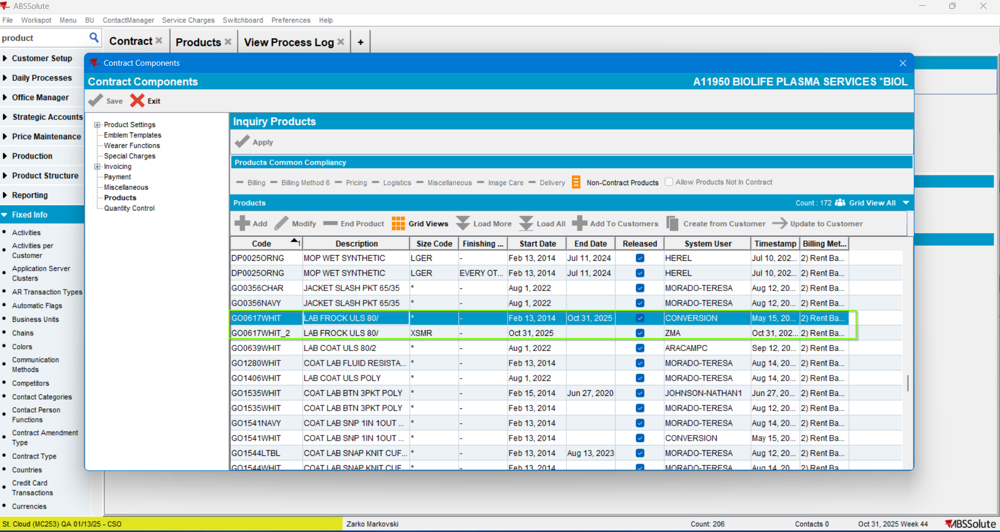 ABSSolute
File Workspot Menu BU ContactManager Service Charges Switchboard Preferences Help
product
Contract Products View Process Log +
Customer Setup
Daily Processes
Office Manager
Strategic Accounts
Price Maintenance
Production
Product Structure
Reporting
Fixed Info
Activities
Activities per
Customer
Application Server
Clusters
AR Transaction Types
Automatic Flags
Business Units
Chains
Colors
Communication
Methods
Competitors
Contact Categories
Contact Person
Functions
Contract Amendment
Type
Contract Type
Countries
Credit Card
Transactions
Currencies
Contract Components
Contract Components A11950 BIOLIFE PLASMA SERVICES *BIOL
Save Exit
Product Settings
Emblem Templates
Wearer Functions
Special Charges
Invoicing
Payment
Miscellaneous
Products
Quantity Control
Inquiry Products
Apply
Products Common Compliancy
Billing Billing Method 6 Pricing Logistics Miscellaneous Image Care Delivery Non-Contract Products Allow Products Not In Contract
Products Count : 172 Grid View All
Add Modify End Product Grid Views Load More Load All Add To Customers Create from Customer Update to Customer
Code 1 Description Size Code Finishing ... Start Date End Date Released System User Timestamp Billing Met...
DP0025ORNG MOP WET SYNTHETIC LGER - Feb 13, 2014 Jul 11, 2024 HEREL Jul 10, 202... 2) Rent Ba...
DP0025ORNG MOP WET SYNTHETIC LGER EVERY OT... Feb 13, 2014 Jul 11, 2024 HEREL Jul 10, 202... 2) Rent Ba...
GO0356CHAR JACKET SLASH PKT 65/35 * - Aug 1, 2022 MORADO-TERESA Aug 12, 20... 2) Rent Ba...
GO0356NAVY JACKET SLASH PKT 65/35 * - Aug 1, 2022 MORADO-TERESA Aug 12, 20... 2) Rent Ba...
GO0617WHIT LAB FROCK ULS 80/ * - Feb 13, 2014 Oct 31, 2025 CONVERSION May 15, 20... 2) Rent Ba...
GO0617WHIT_2 LAB FROCK ULS 80/ XSMR - Oct 31, 2025 ZMA Oct 31, 202... 2) Rent Ba...
GO0639WHIT LAB COAT ULS 80/2 * - Aug 1, 2022 ARACAMPC Sep 12, 20... 2) Rent Ba...
GO1280WHIT COAT LAB FLUID RESISTA... * - Feb 13, 2014 MORADO-TERESA Aug 14, 20... 2) Rent Ba...
GO1406WHIT LAB COAT ULS POLY * - Aug 1, 2022 MORADO-TERESA Aug 14, 20... 2) Rent Ba...
GO1535WHIT COAT LAB BTN 3PKT POLY * - Feb 15, 2014 Jun 27, 2020 JOHNSON-NATHAN1 Jun 27, 20... 2) Rent Ba...
GO1535WHIT COAT LAB BTN 3PKT POLY * - Feb 13, 2014 MORADO-TERESA Aug 12, 20... 2) Rent Ba...
GO1541NAVY COAT LAB SNP 1IN 1OUT ... * - Feb 13, 2014 MORADO-TERESA Aug 14, 20... 2) Rent Ba...
GO1541WHIT COAT LAB SNP 1IN 1OUT ... * - Feb 13, 2014 CONVERSION May 15, 20... 2) Rent Ba...
GO1544LTBL COAT LAB SNAP KNIT CUF... * - Feb 13, 2014 Aug 13, 2023 MORADO-TERESA Aug 12, 20... 2) Rent Ba...
GO1544WHIT COAT LAB SNAP KNIT CUF * - Feb 13, 2014 MORADO-TERESA Aug 14, 20 2) Rent Ba
St. Cloud (MC253) QA 01/13/25 - CSO Zarko Markovski Count: 206 Contacts 0 Oct 31, 2025 Week 44 ABSSolute